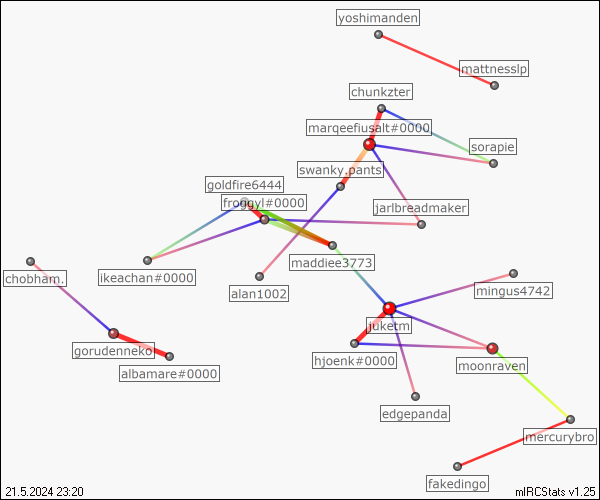 yoshimanden
mattnesslp
chunkzter
marqeefiusalt#0000
sorapie
swanky.pants
goldfire6444
froggyl#0000
jarlbreadmaker
maddiee3773
chobham.
ikeachan#0000
alan1002
mingus4742
juketm
gorudenneko
hjoenk#0000
moonraven
albamare#0000
edgepanda
mercurybro
fakedingo
21.5.2024 23:20
mIRCStats v1.25